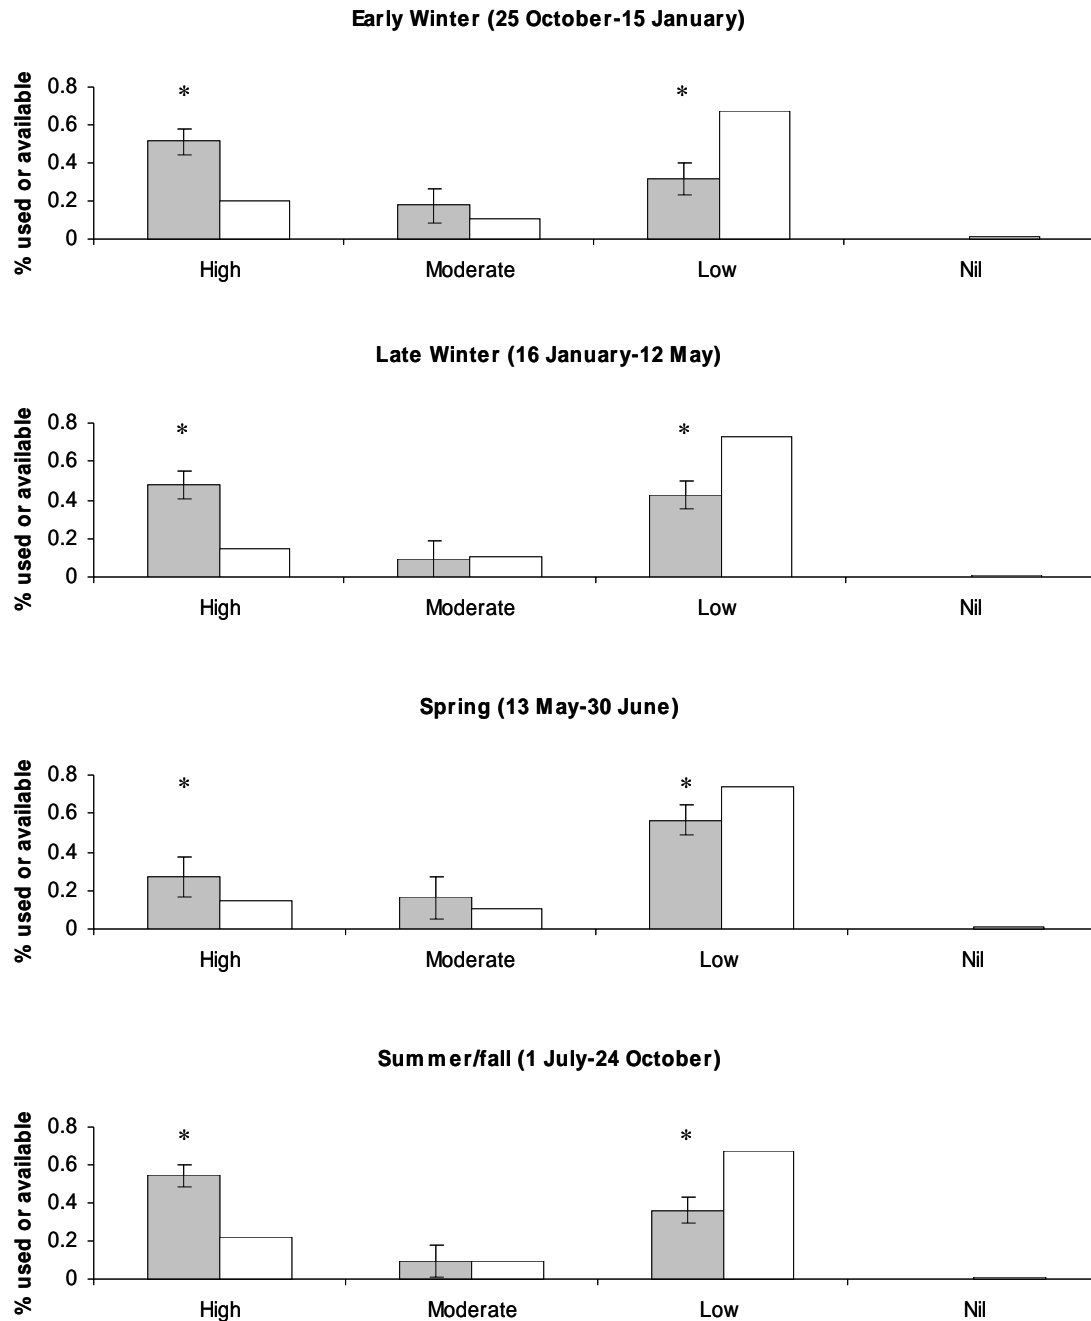 Early Winter (25 October-15 January)
% used or available
0.8
*
*
0.6
0.4
0.2
0
High Moderate Low Nil
Late Winter (16 January-12 May)
% used or available
0.8
*
*
0.6
0.4
0.2
0
High Moderate Low Nil
Spring (13 May-30 June)
% used or available
0.8
*
*
0.6
0.4
0.2
0
High Moderate Low Nil
Summer/fall (1 July-24 October)
% used or available
0.8
*
*
0.6
0.4
0.2
0
High Moderate Low Nil